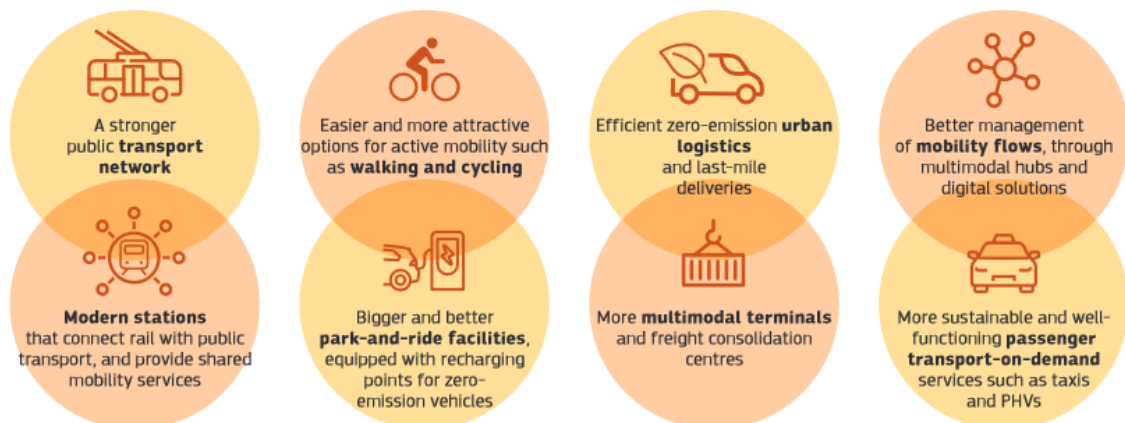 A stronger
public transport
network
Easier and more attractive
options for active mobility such
as walking and cycling
Efficient zero-emission urban
logistics
and last-mile
deliveries
Better management
of mobility flows, through
multimodal hubs and
digital solutions
Modern stations
that connect rail with public
transport, and provide shared
mobility services
Bigger and better
park-and-ride facilities,
equipped with recharging
points for zero-
emission vehicles
More multimodal terminals
and freight consolidation
centres
More sustainable and well-
functioning passenger
transport-on-demand
services such as taxis
and PHVs